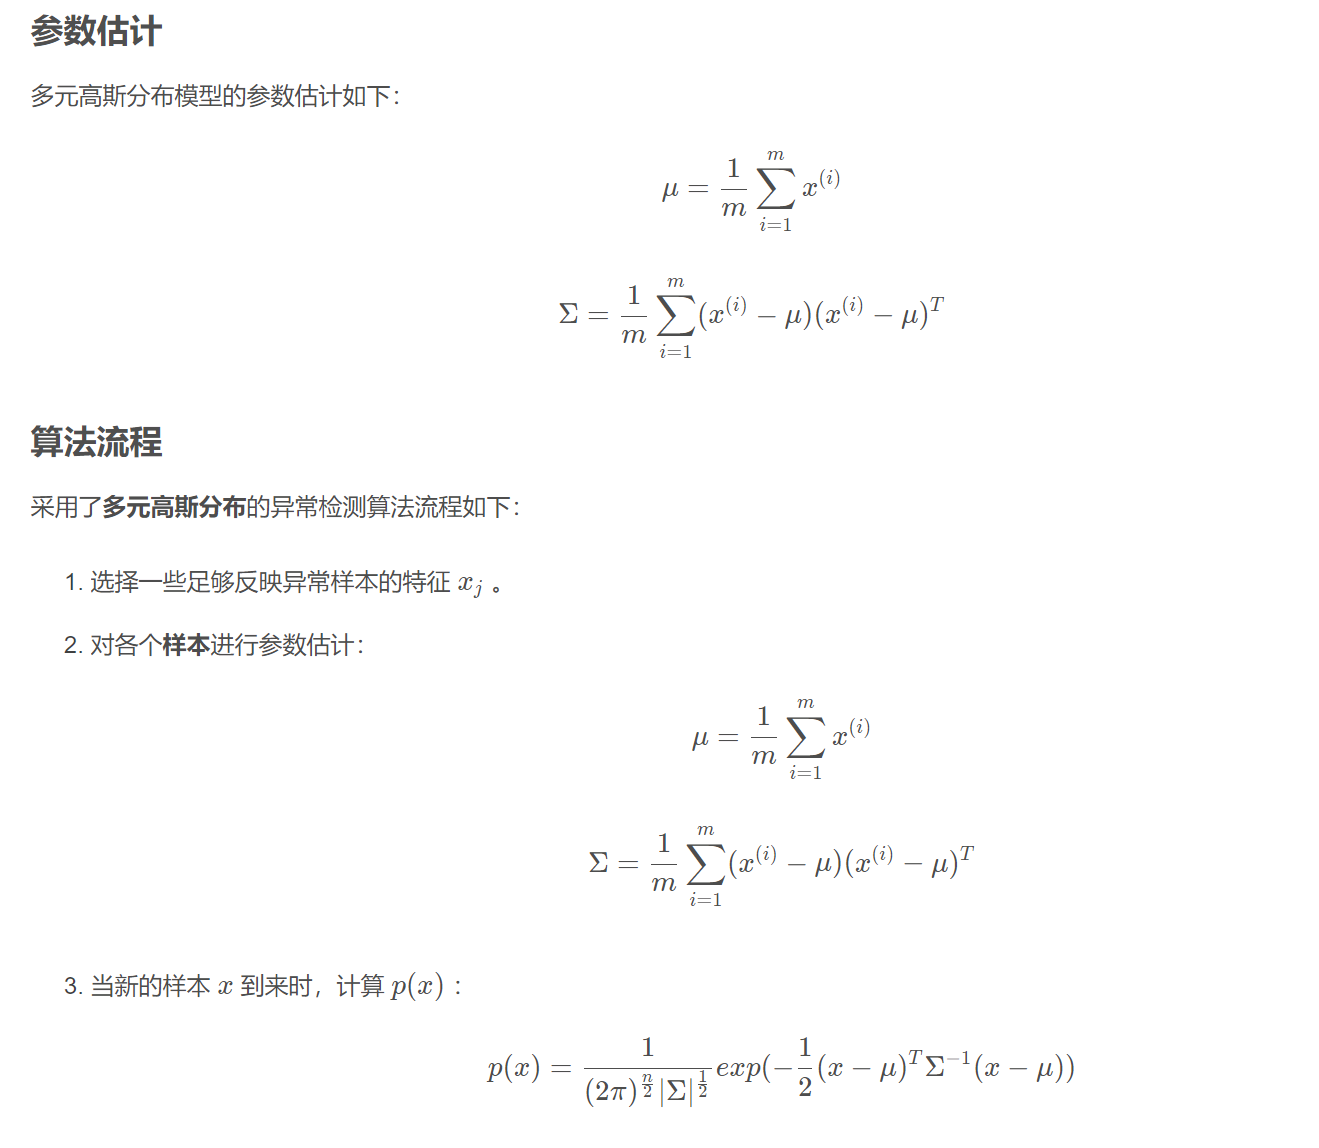 参数估计
多元高斯分布模型的参数估计如下：
$$\mu = \frac{1}{m}\sum_{i=1}^{m} x^{(i)}$$
$$\Sigma = \frac{1}{m}\sum_{i=1}^{m} (x^{(i)} - \mu)(x^{(i)} - \mu)^T$$
算法流程
采用了多元高斯分布的异常检测算法流程如下：
1. 选择一些足够反映异常样本的特征 $x_j$ 。
2. 对各个样本进行参数估计：
$$\mu = \frac{1}{m}\sum_{i=1}^{m} x^{(i)}$$
$$\Sigma = \frac{1}{m}\sum_{i=1}^{m} (x^{(i)} - \mu)(x^{(i)} - \mu)^T$$
3. 当新的样本 $x$ 到来时，计算 $p(x)$ ：
$$p(x) = \frac{1}{(2\pi)^{\frac{n}{2}}|\Sigma|^{\frac{1}{2}}} exp(-\frac{1}{2}(x - \mu)^T \Sigma^{-1}(x - \mu))$$